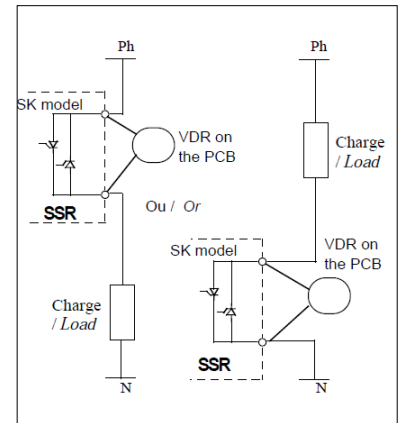 Ph
SK model
VDR on
the PCB
SSR
Ou / Or
Charge
/ Load
N
Ph
Charge
/ Load
SK model
VDR on
the PCB
SSR
N